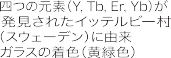 四つの元素(Y, Tb, Er, Yb)が
発見されたイッテルビー村
(スウェーデン)に由来
ガラスの着色(黄緑色)